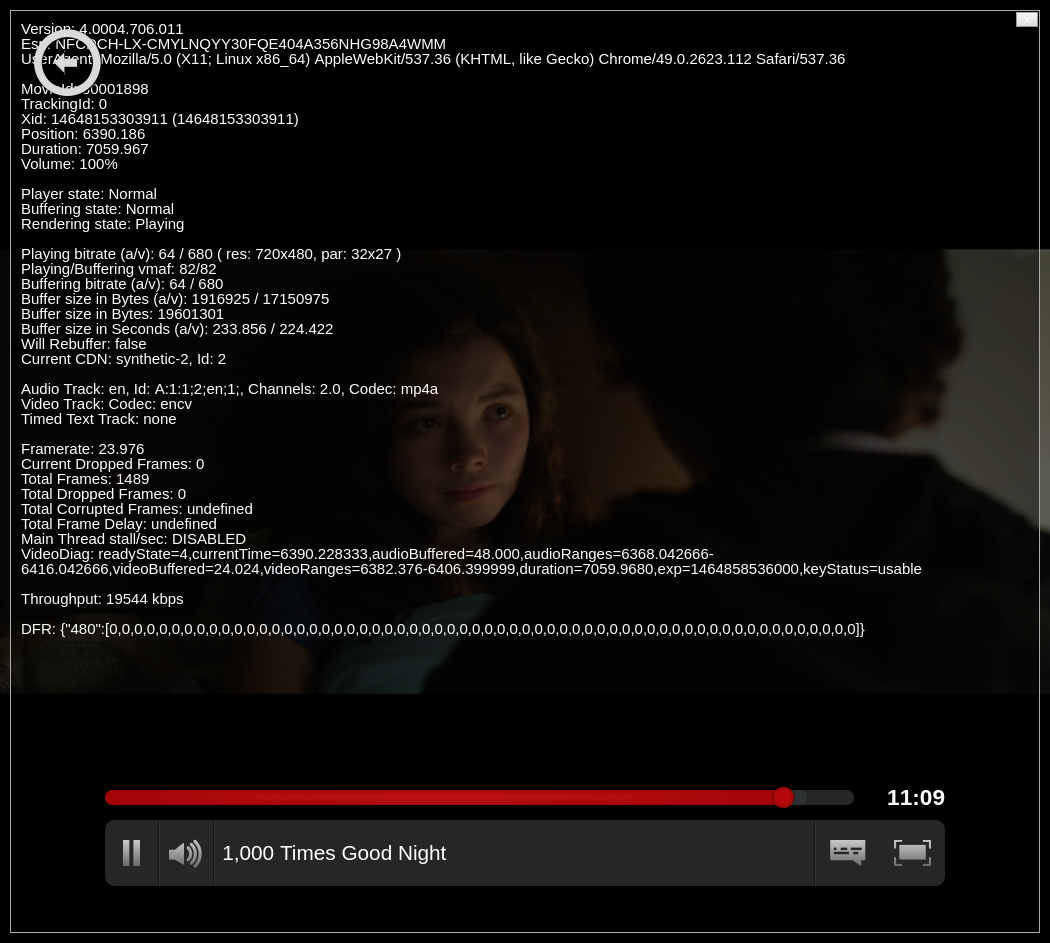 Version: 4.0004.706.011
Esn: NFCDCH-LX-CMYLNQYY30FQE404A356NHG98A4WMM
UserAgent: Mozilla/5.0 (X11; Linux x86_64) AppleWebKit/537.36 (KHTML, like Gecko) Chrome/49.0.2623.112 Safari/537.36
MovieId: 80001898
TrackingId: 0
Xid: 14648153303911 (14648153303911)
Position: 6390.186
Duration: 7059.967
Volume: 100%
Player state: Normal
Buffering state: Normal
Rendering state: Playing
Playing bitrate (a/v): 64 / 680 ( res: 720x480, par: 32x27 )
Playing/Buffering vmaf: 82/82
Buffering bitrate (a/v): 64 / 680
Buffer size in Bytes (a/v): 1916925 / 17150975
Buffer size in Bytes: 19601301
Buffer size in Seconds (a/v): 233.856 / 224.422
Will Rebuffer: false
Current CDN: synthetic-2, Id: 2
Audio Track: en, Id: A:1:1;2;en;1;, Channels: 2.0, Codec: mp4a
Video Track: Codec: encv
Timed Text Track: none
Framerate: 23.976
Current Dropped Frames: 0
Total Frames: 1489
Total Dropped Frames: 0
Total Corrupted Frames: undefined
Total Frame Delay: undefined
Main Thread stall/sec: DISABLED
VideoDiag: readyState=4,currentTime=6390.228333,audioBuffered=48.000,audioRanges=6368.042666-
6416.042666,videoBuffered=24.024,videoRanges=6382.376-6406.399999,duration=7059.9680,exp=1464858536000,keyStatus=usable
Throughput: 19544 kbps
DFR: {"480":[0,0,0,0,0,0,0,0,0,0,0,0,0,0,0,0,0,0,0,0,0,0,0,0,0,0,0,0,0,0,0,0,0,0,0,0,0,0,0,0,0,0,0,0,0,0,0,0,0,0,0,0,0,0,0,0,0,0,0,0]}
11:09
1,000 Times Good Night